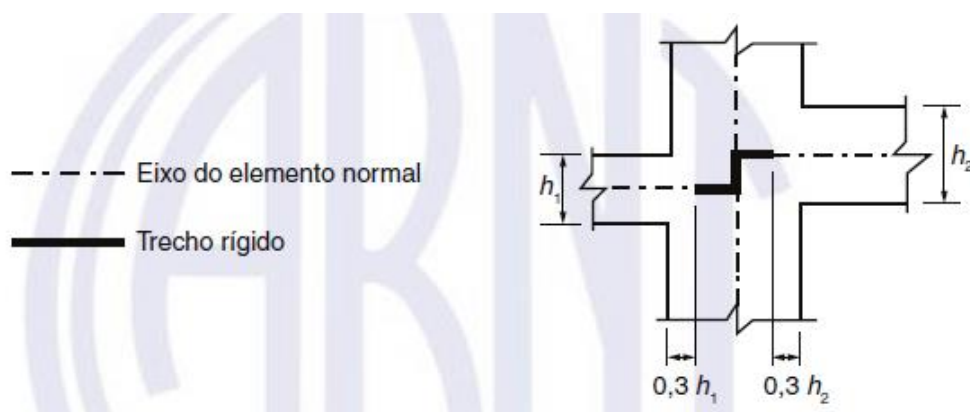 Eixo do elemento normal
Trecho rígido
h₁
h₂
0,3 h₁
0,3 h₂